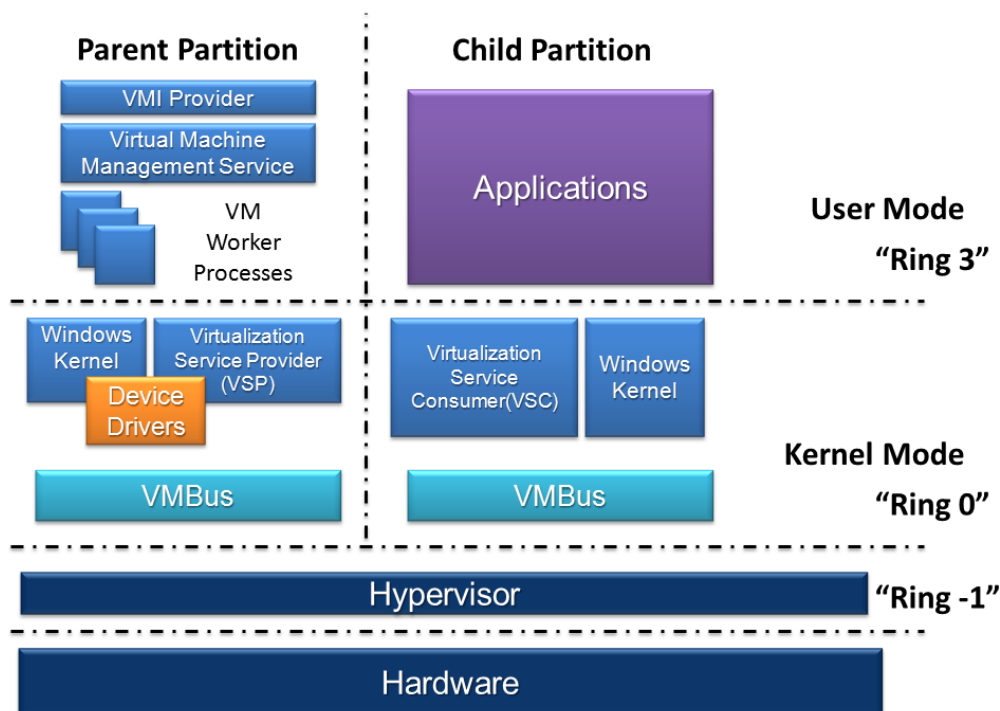 Parent Partition
Child Partition
VMI Provider
Virtual Machine
Management Service
VM
Worker
Processes
Applications
User Mode
“Ring 3”
Windows
Kernel
Virtualization
Service Provider
(VSP)
Device
Drivers
Virtualization
Service
Consumer(VSC)
Windows
Kernel
VMBus
VMBus
Kernel Mode
“Ring 0”
Hypervisor
“Ring -1”
Hardware